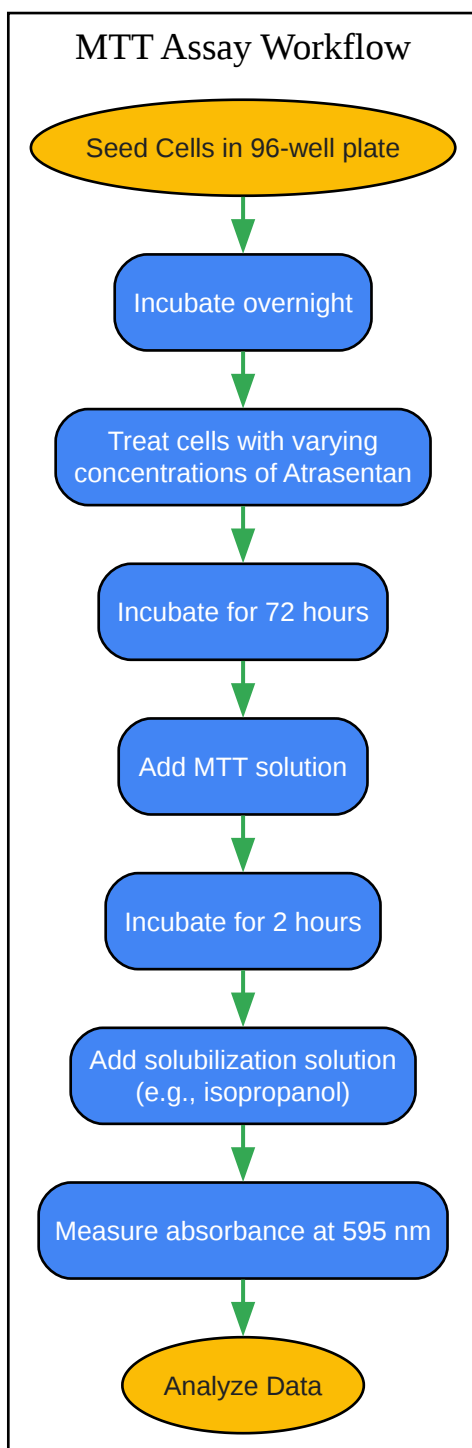 MTT Assay Workflow
Seed Cells in 96-well plate
Incubate overnight
Treat cells with varying
concentrations of Atrasentan
Incubate for 72 hours
Add MTT solution
Incubate for 2 hours
Add solubilization solution
(e.g., isopropanol)
Measure absorbance at 595 nm
Analyze Data